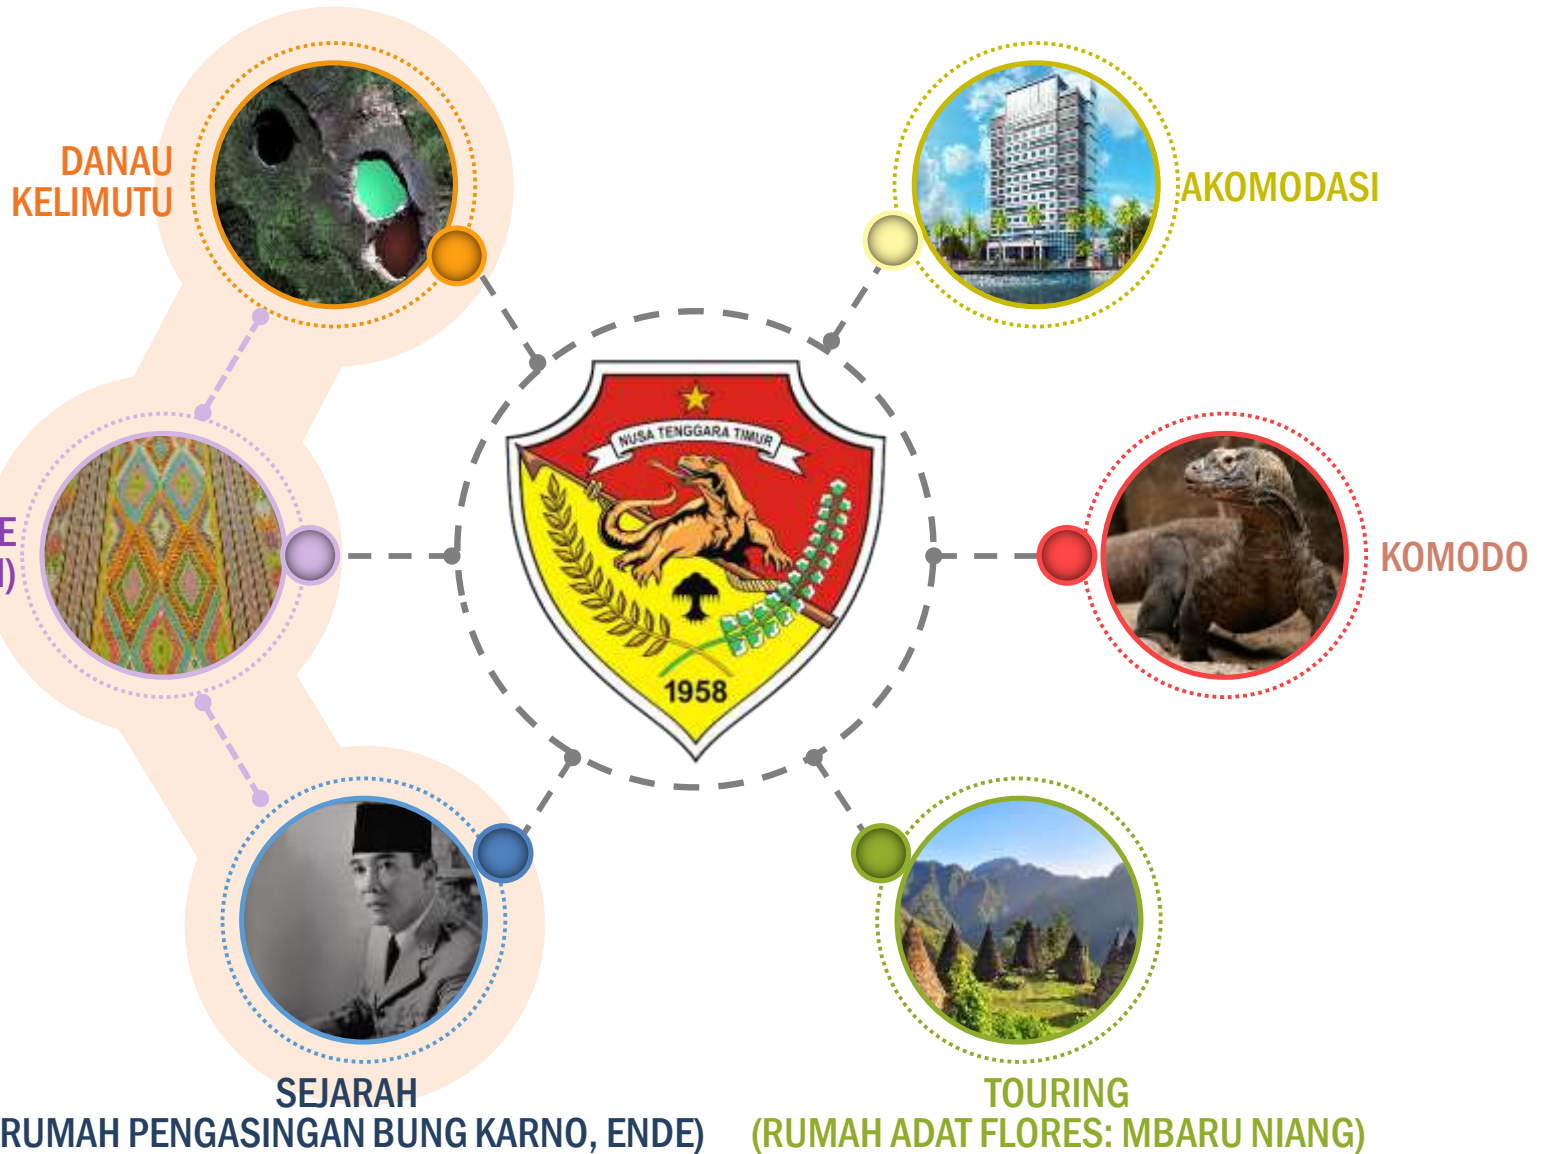 DANAU
KELIMUTU
AKOMODASI
NUSA TENGGARA TIMUR
1958
KOMODO
SEJARAH
RUMAH PENGASINGAN BUNG KARNO, ENDE)
TOURING
(RUMAH ADAT FLORES: MBARU NIANG)